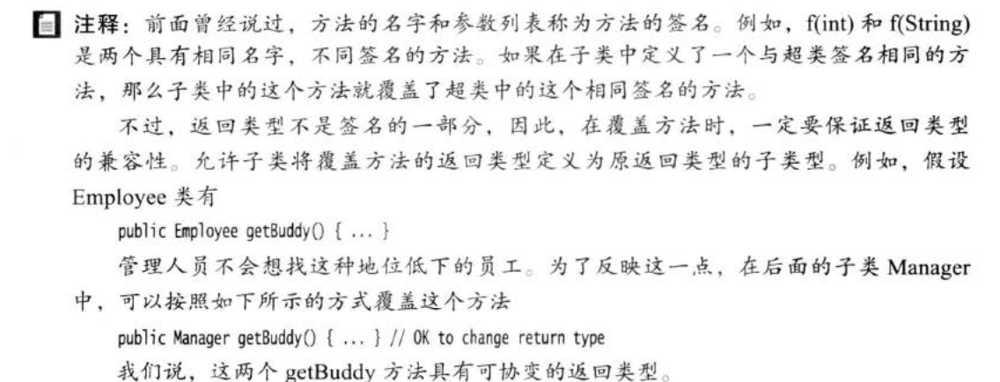 注释：前面曾经说过，方法的名字和参数列表称为方法的签名。例如，f(int) 和 f(String)
是两个具有相同名字，不同签名的方法。如果在子类中定义了一个与超类签名相同的方
法，那么子类中的这个方法就覆盖了超类中的这个相同签名的方法。
不过，返回类型不是签名的一部分，因此，在覆盖方法时，一定要保证返回类型
的兼容性。允许子类将覆盖方法的返回类型定义为原返回类型的子类型。例如，假设
Employee 类有
public Employee getBuddy() { ... }
管理人员不会想找这种地位低下的员工。为了反映这一点，在后面的子类 Manager
中，可以按照如下所示的方式覆盖这个方法
public Manager getBuddy() { ... } // OK to change return type
我们说，这两个 getBuddy 方法具有可协变的返回类型。